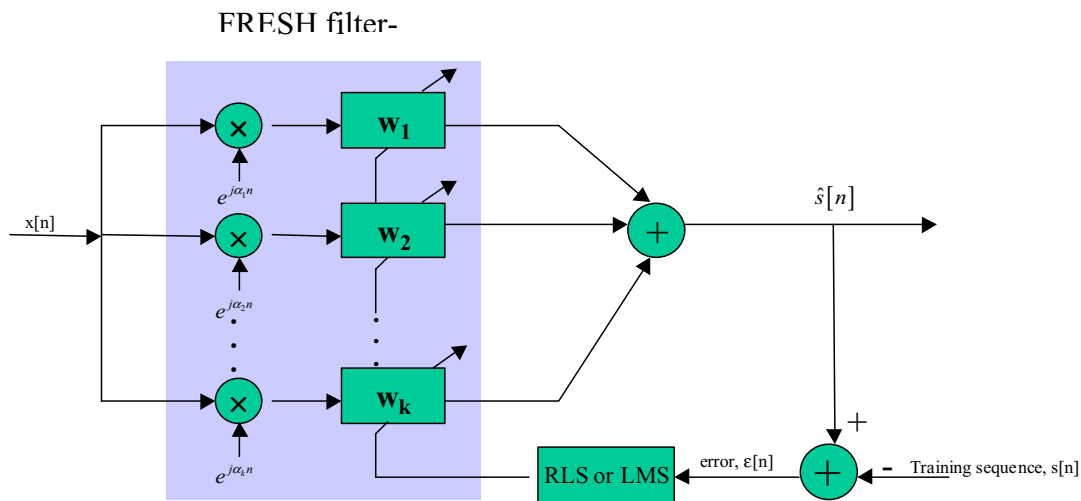 FRESH filter-
×
w₁
e^{jα₁n}
x[n]
×
w₂
+
ŝ[n]
e^{jα₂n}
×
wₖ
e^{jαₖn}
RLS or LMS
error, ε[n]
+
+
-
Training sequence, s[n]